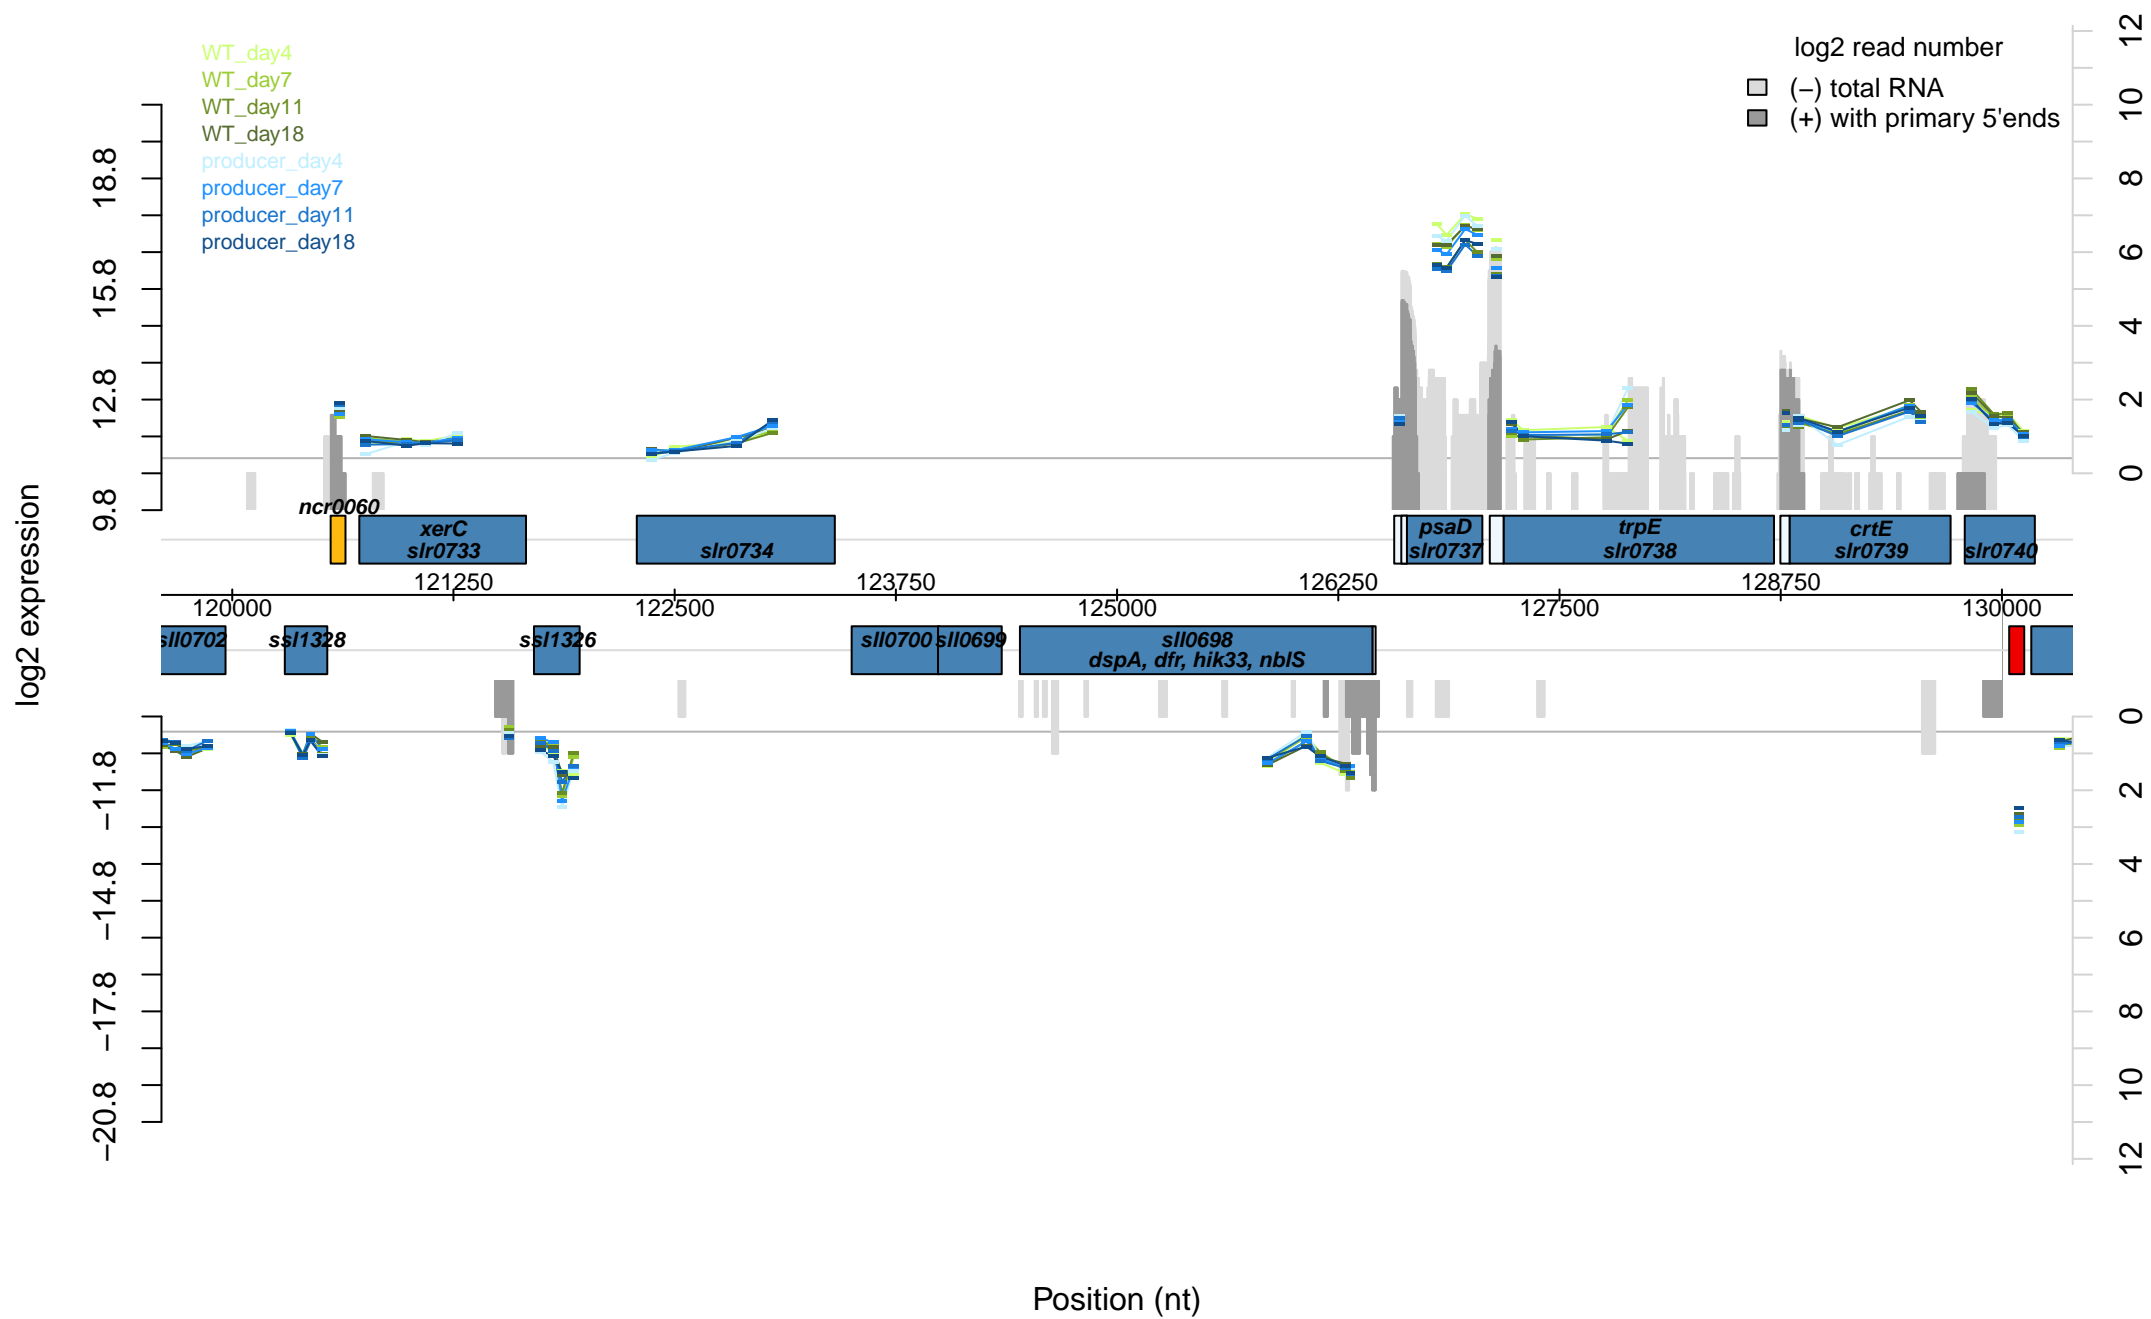 WT_day4
WT_day7
WT_day11
WT_day18
producer_day4
producer_day7
producer_day11
producer_day18
log2 read number
(−) total RNA
(+) with primary 5'ends
log2 expression
18.8
15.8
12.8
9.8
12
10
8
6
4
2
0
ncr0060
xerC
slr0733
slr0734
psaD
slr0737
trpE
slr0738
crtE
slr0739
slr0740
121250
123750
126250
128750
120000
122500
125000
127500
130000
sll0702
ssl1328
ssl1326
sll0700
sll0699
sll0698
dspA, dfr, hik33, nblS
−11.8
−14.8
−17.8
−20.8
0
2
4
6
8
10
12
Position (nt)